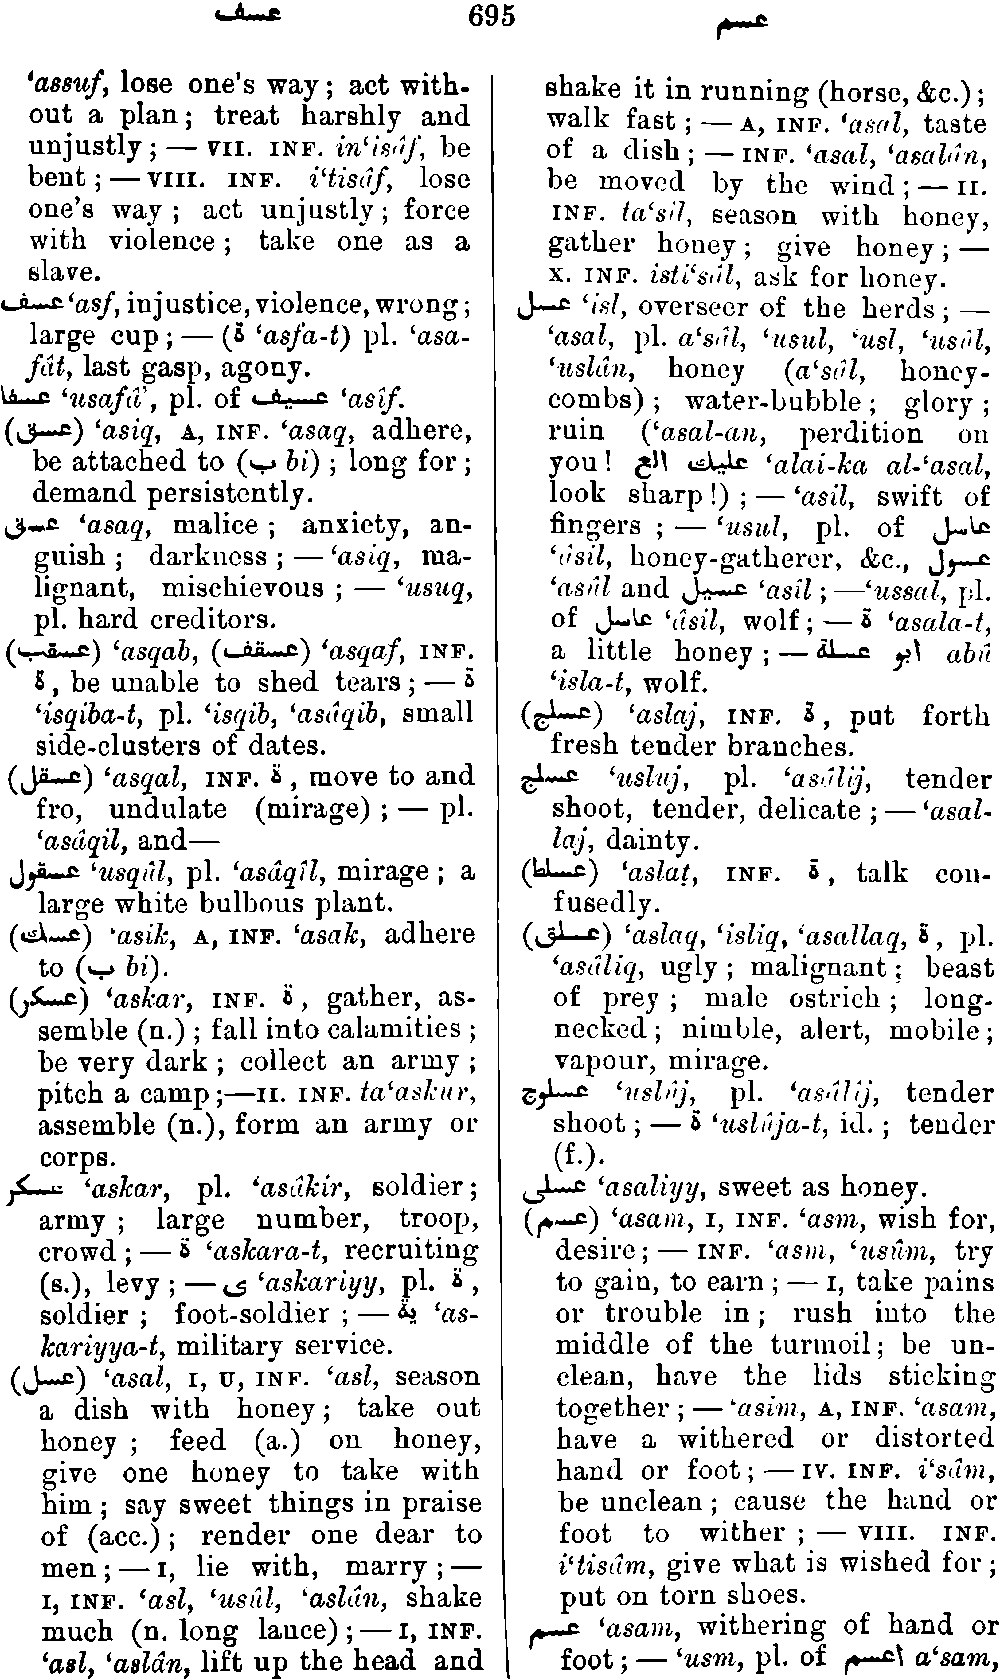 عسف
695
عسم
‘assuf, lose one's way; act with-
out a plan; treat harshly and
unjustly; — VII. INF. in‘isâf, be
bent; — VIII. INF. i‘tisâf, lose
one's way; act unjustly; force
with violence; take one as a
slave.
عسف ‘asf, injustice, violence, wrong;
large cup; — (ة ‘asfa-t) pl. ‘asa-
fât, last gasp, agony.
عسفا ‘usafâ’, pl. of عسيف ‘asîf.
(عسق) ‘asiq, A, INF. ‘asaq, adhere,
be attached to (ب bi); long for;
demand persistently.
عسق ‘asaq, malice; anxiety, an-
guish; darkness; — ‘asiq, ma-
lignant, mischievous; — ‘usuq,
pl. hard creditors.
(عسقب) ‘asqab, (عسقف) ‘asqaf, INF.
ة, be unable to shed tears; — ة
‘isqiba-t, pl. ‘isqib, ‘asâqib, small
side-clusters of dates.
(عسقل) ‘asqal, INF. ة, move to and
fro, undulate (mirage); — pl.
‘asâqil, and—
عسقول ‘usqûl, pl. ‘asâqîl, mirage; a
large white bulbous plant.
(عسك) ‘asik, A, INF. ‘asak, adhere
to (ب bi).
(عسكر) ‘askar, INF. ة, gather, as-
semble (n.); fall into calamities;
be very dark; collect an army;
pitch a camp;—II. INF. ta‘askur,
assemble (n.), form an army or
corps.
عسكر ‘askar, pl. ‘asâkir, soldier;
army; large number, troop,
crowd; — ة ‘askara-t, recruiting
(s.), levy; — ى ‘askariyy, pl. ة,
soldier; foot-soldier; — ية ‘as-
kariyya-t, military service.
(عسل) ‘asal, I, U, INF. ‘asl, season
a dish with honey; take out
honey; feed (a.) on honey,
give one honey to take with
him; say sweet things in praise
of (acc.); render one dear to
men; — I, lie with, marry; —
I, INF. ‘asl, ‘usûl, ‘aslân, shake
much (n. long lance); — I, INF.
‘asl, ‘aslân, lift up the head and
shake it in running (horse, &c.);
walk fast; — A, INF. ‘asal, taste
of a dish; — INF. ‘asal, ‘asalân,
be moved by the wind; — II.
INF. ta‘sîl, season with honey,
gather honey; give honey; —
X. INF. isti‘sâl, ask for honey.
عسل ‘isl, overseer of the herds; —
‘asal, pl. a‘sâl, ‘usul, ‘usl, ‘usûl,
‘uslân, honey (a‘sâl, honey-
combs); water-bubble; glory;
ruin (‘asal-an, perdition on
you! عليك الع ‘alai-ka al-‘asal,
look sharp!); — ‘asil, swift of
fingers; — ‘usul, pl. of عاسل
‘âsil, honey-gatherer, &c., عسول
‘asûl and عسيل ‘asîl;—‘ussal, pl.
of عاسل ‘âsil, wolf; — ة ‘asala-t,
a little honey; — ابو عسلة abû
‘isla-t, wolf.
(عسلج) ‘aslaj, INF. ة, put forth
fresh tender branches.
عسلج ‘usluj, pl. ‘asâlij, tender
shoot, tender, delicate; — ‘asal-
laj, dainty.
(عسلط) ‘aslaṭ, INF. ة, talk con-
fusedly.
(عسلق) ‘aslaq, ‘isliq, ‘asallaq, ة, pl.
‘asâliq, ugly; malignant; beast
of prey; male ostrich; long-
necked; nimble, alert, mobile;
vapour, mirage.
عسلوج ‘uslûj, pl. ‘asâlîj, tender
shoot; — ة ‘uslûja-t, id.; tender
(f.).
عسلى ‘asaliyy, sweet as honey.
(عسم) ‘asam, I, INF. ‘asm, wish for,
desire; — INF. ‘asm, ‘usûm, try
to gain, to earn; — I, take pains
or trouble in; rush into the
middle of the turmoil; be un-
clean, have the lids sticking
together; — ‘asim, A, INF. ‘asam,
have a withered or distorted
hand or foot; — IV. INF. i‘sâm,
be unclean; cause the hand or
foot to wither; — VIII. INF.
i‘tisâm, give what is wished for;
put on torn shoes.
عسم ‘asam, withering of hand or
foot; — ‘usm, pl. of اعسم a‘sam,